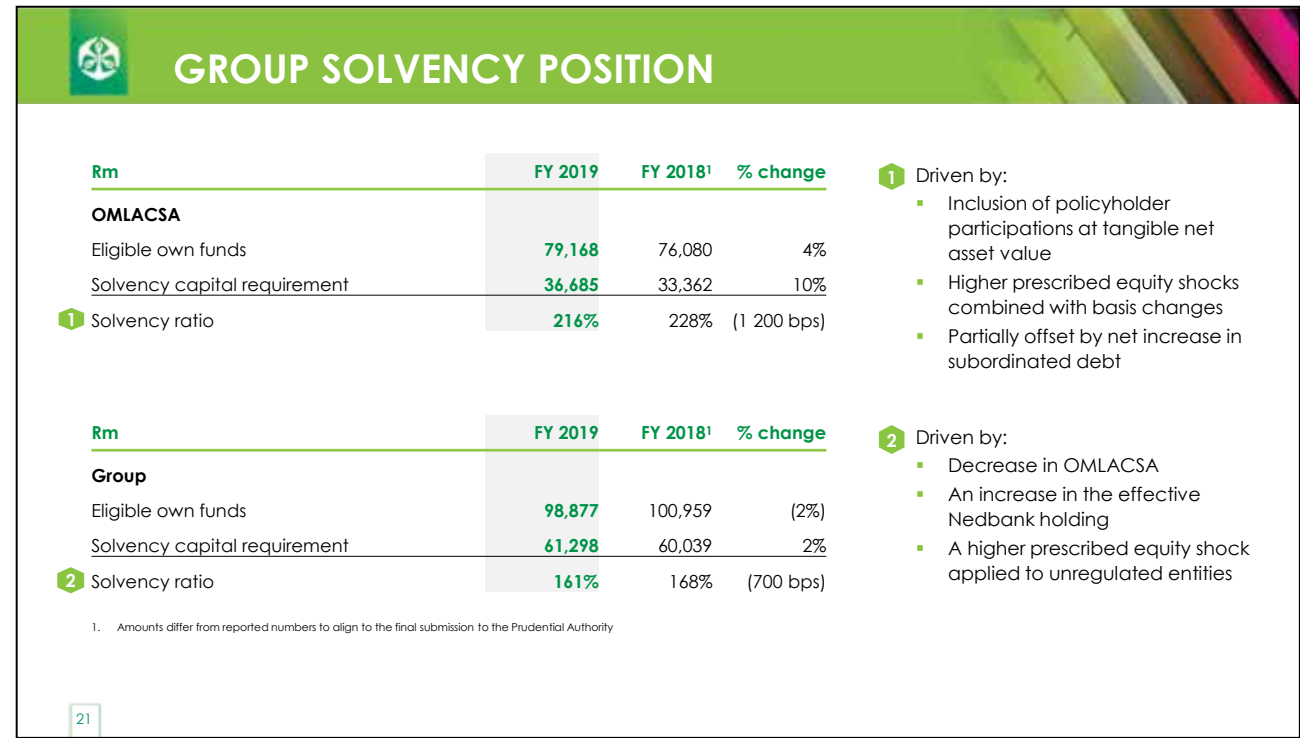 GROUP SOLVENCY POSITION
Rm FY 2019 FY 2018¹ % change
OMLACSA
Eligible own funds 79,168 76,080 4%
Solvency capital requirement 36,685 33,362 10%
1 Solvency ratio 216% 228% (1 200 bps)
1 Driven by:
▪ Inclusion of policyholder
participations at tangible net
asset value
▪ Higher prescribed equity shocks
combined with basis changes
▪ Partially offset by net increase in
subordinated debt
Rm FY 2019 FY 2018¹ % change
Group
Eligible own funds 98,877 100,959 (2%)
Solvency capital requirement 61,298 60,039 2%
2 Solvency ratio 161% 168% (700 bps)
2 Driven by:
▪ Decrease in OMLACSA
▪ An increase in the effective
Nedbank holding
▪ A higher prescribed equity shock
applied to unregulated entities
1. Amounts differ from reported numbers to align to the final submission to the Prudential Authority
21